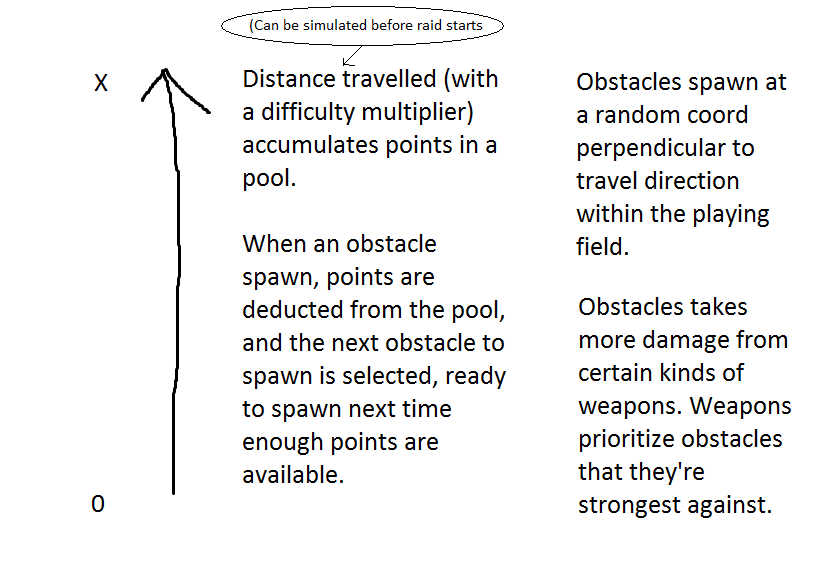 (Can be simulated before raid starts
X
Distance travelled (with
a difficulty multiplier)
accumulates points in a
pool.
When an obstacle
spawn, points are
deducted from the pool,
and the next obstacle to
spawn is selected, ready
to spawn next time
enough points are
available.
0
Obstacles spawn at
a random coord
perpendicular to
travel direction
within the playing
field.
Obstacles takes
more damage from
certain kinds of
weapons. Weapons
prioritize obstacles
that they're
strongest against.